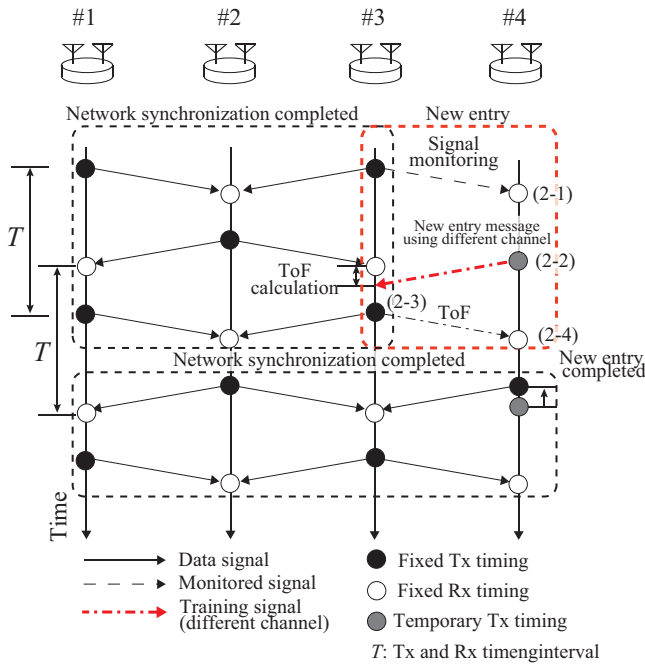 #1 #2 #3 #4
Network synchronization completed
New entry
Signal
monitoring
(2-1)
T
New entry message
using different channel
(2-2)
ToF
calculation
(2-3)
ToF
(2-4)
T
Network synchronization completed
New entry
completed
Time
Data signal
Monitored signal
Training signal
(different channel)
Fixed Tx timing
Fixed Rx timing
Temporary Tx timing
T: Tx and Rx timenginterval